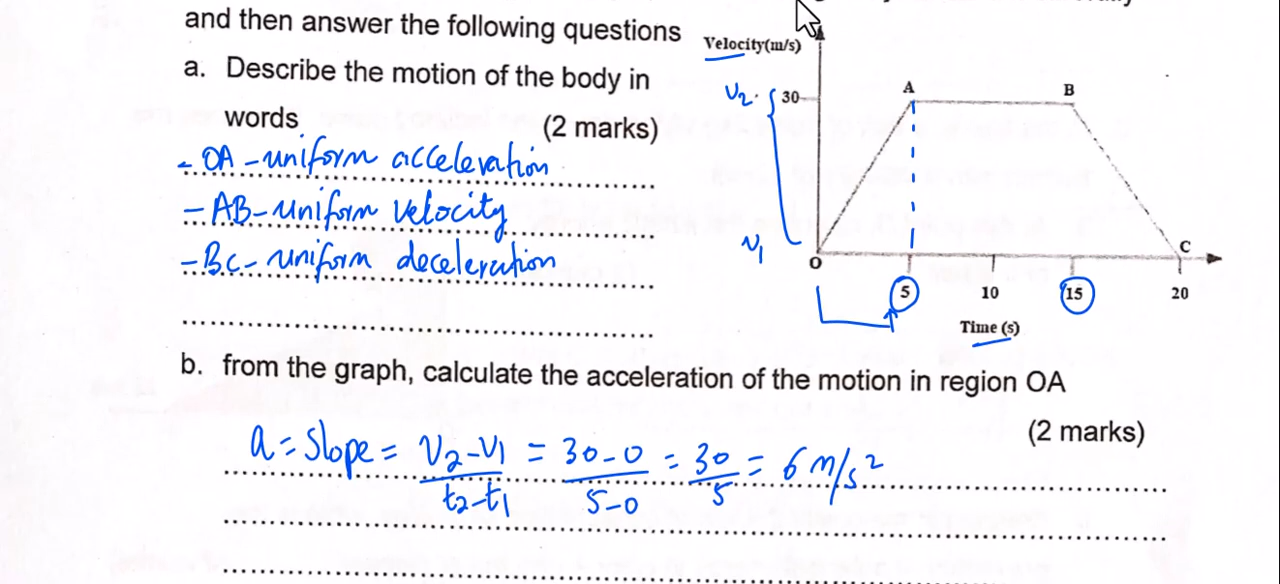 and then answer the following questions
a. Describe the motion of the body in
words (2 marks)
- OA - uniform acceleration
- AB - uniform velocity
- BC - uniform deceleration
Velocity(m/s)
V2
30
V1
A
B
O
C
5
10
15
20
Time (s)
b. from the graph, calculate the acceleration of the motion in region OA
(2 marks)
a = slope = V2-V1 / t2-t1 = 30-0 / 5-0 = 30 / 5 = 6 m/s²